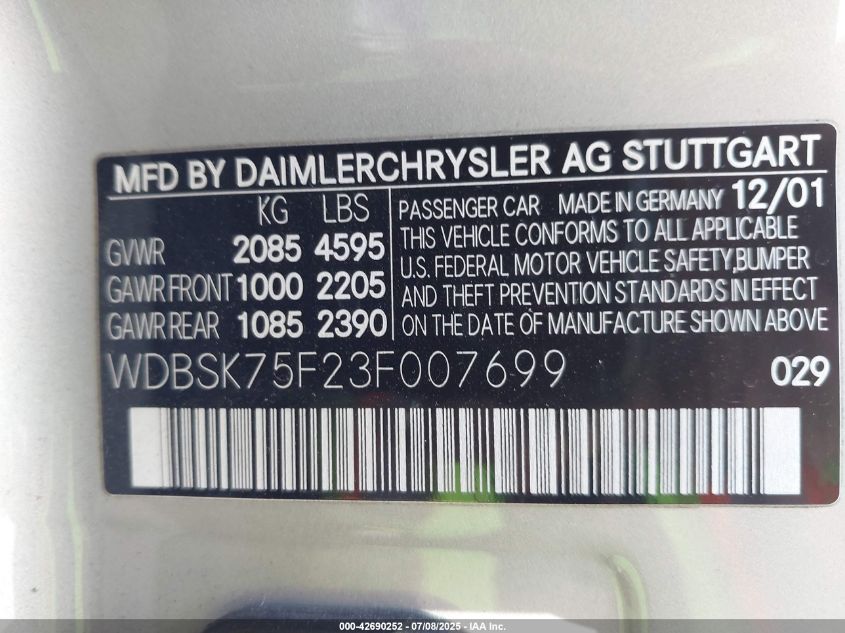 MFD BY DAIMLERCHRYSLER AG STUTTGART
KG LBS
GVWR 2085 4595
GAWR FRONT 1000 2205
GAWR REAR 1085 2390
PASSENGER CAR MADE IN GERMANY 12/01
THIS VEHICLE CONFORMS TO ALL APPLICABLE
U.S. FEDERAL MOTOR VEHICLE SAFETY,BUMPER
AND THEFT PREVENTION STANDARDS IN EFFECT
ON THE DATE OF MANUFACTURE SHOWN ABOVE
WDBSK75F23F007699 029
000-42690252 - 07/08/2025 - IAA Inc.